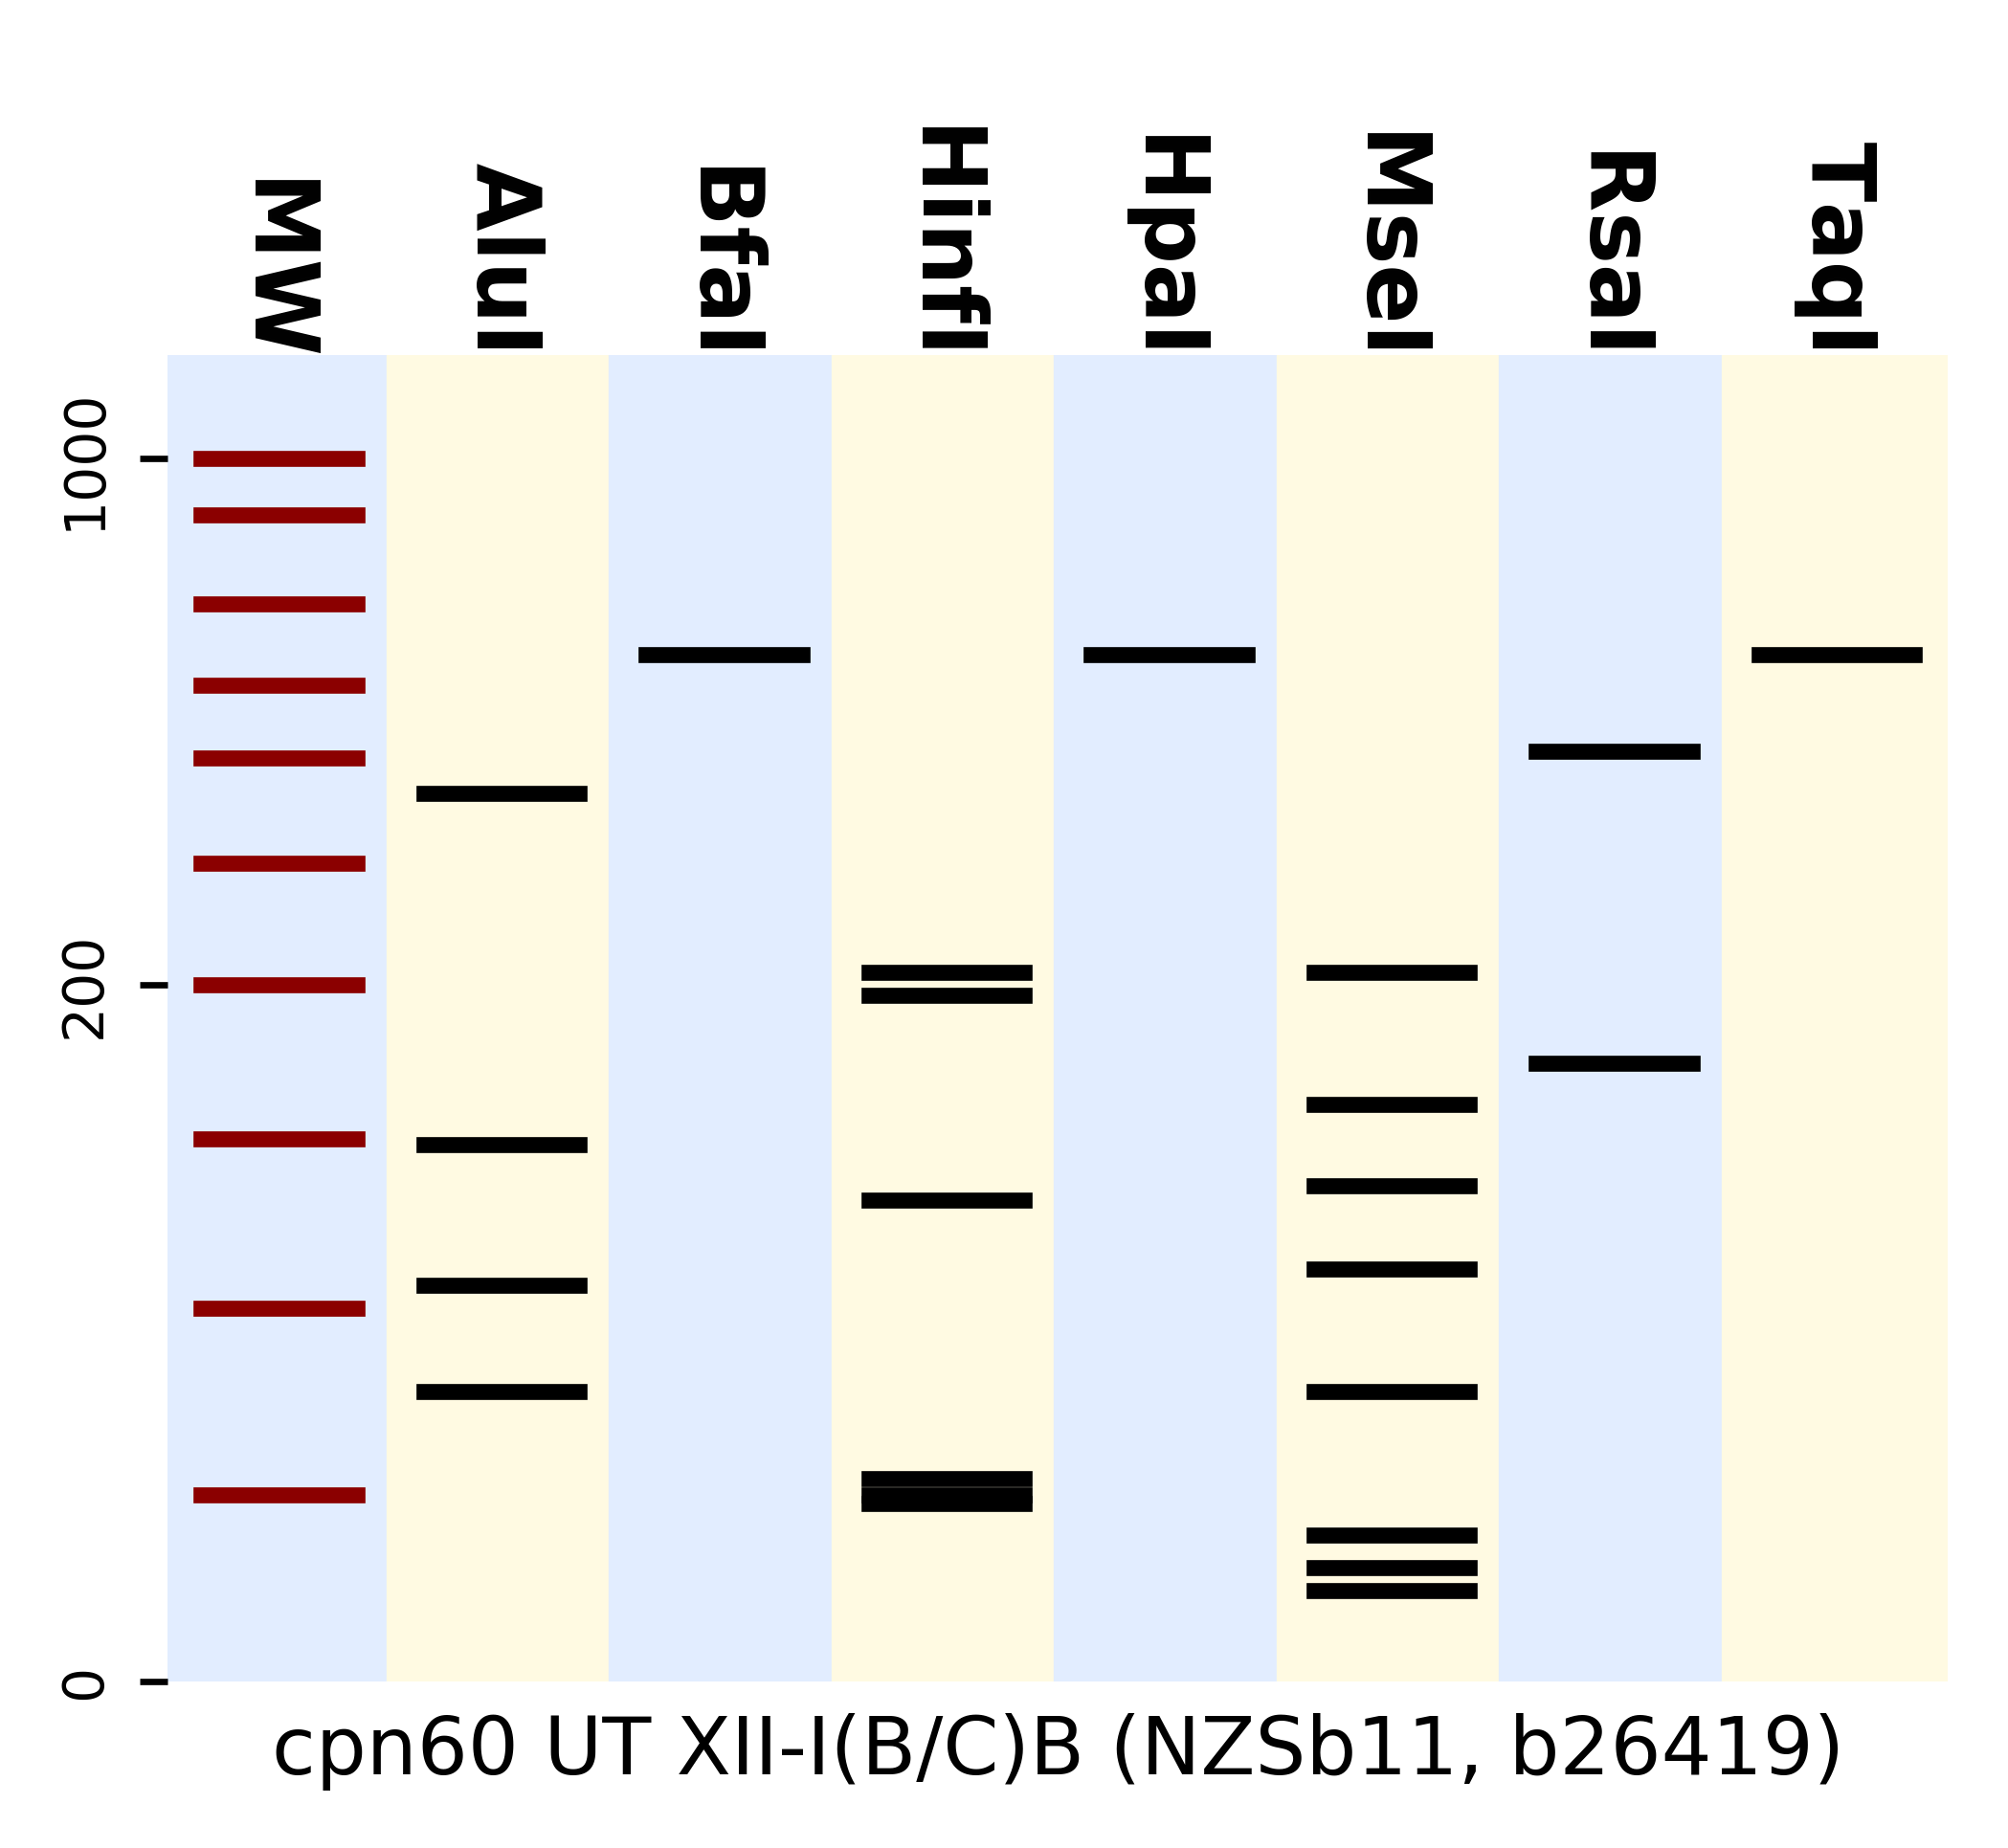 MW
AluI
BfaI
HinfI
HpaI
MseI
RsaI
TaqI
1000
200
0
cpn60 UT XII-I(B/C)B (NZSb11, b26419)